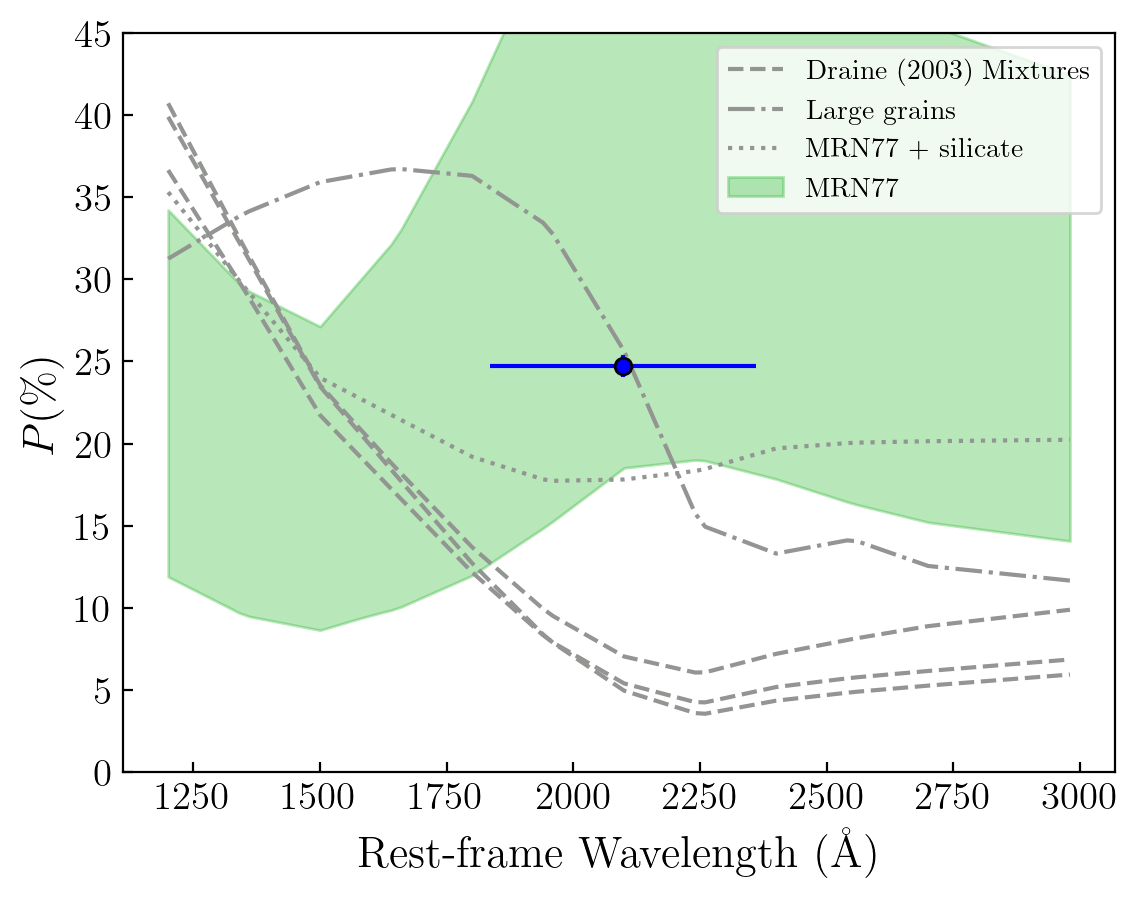 45
40
35
30
25
20
15
10
5
0
P(%)
Draine (2003) Mixtures
Large grains
MRN77 + silicate
MRN77
1250 1500 1750 2000 2250 2500 2750 3000
Rest-frame Wavelength (Å)